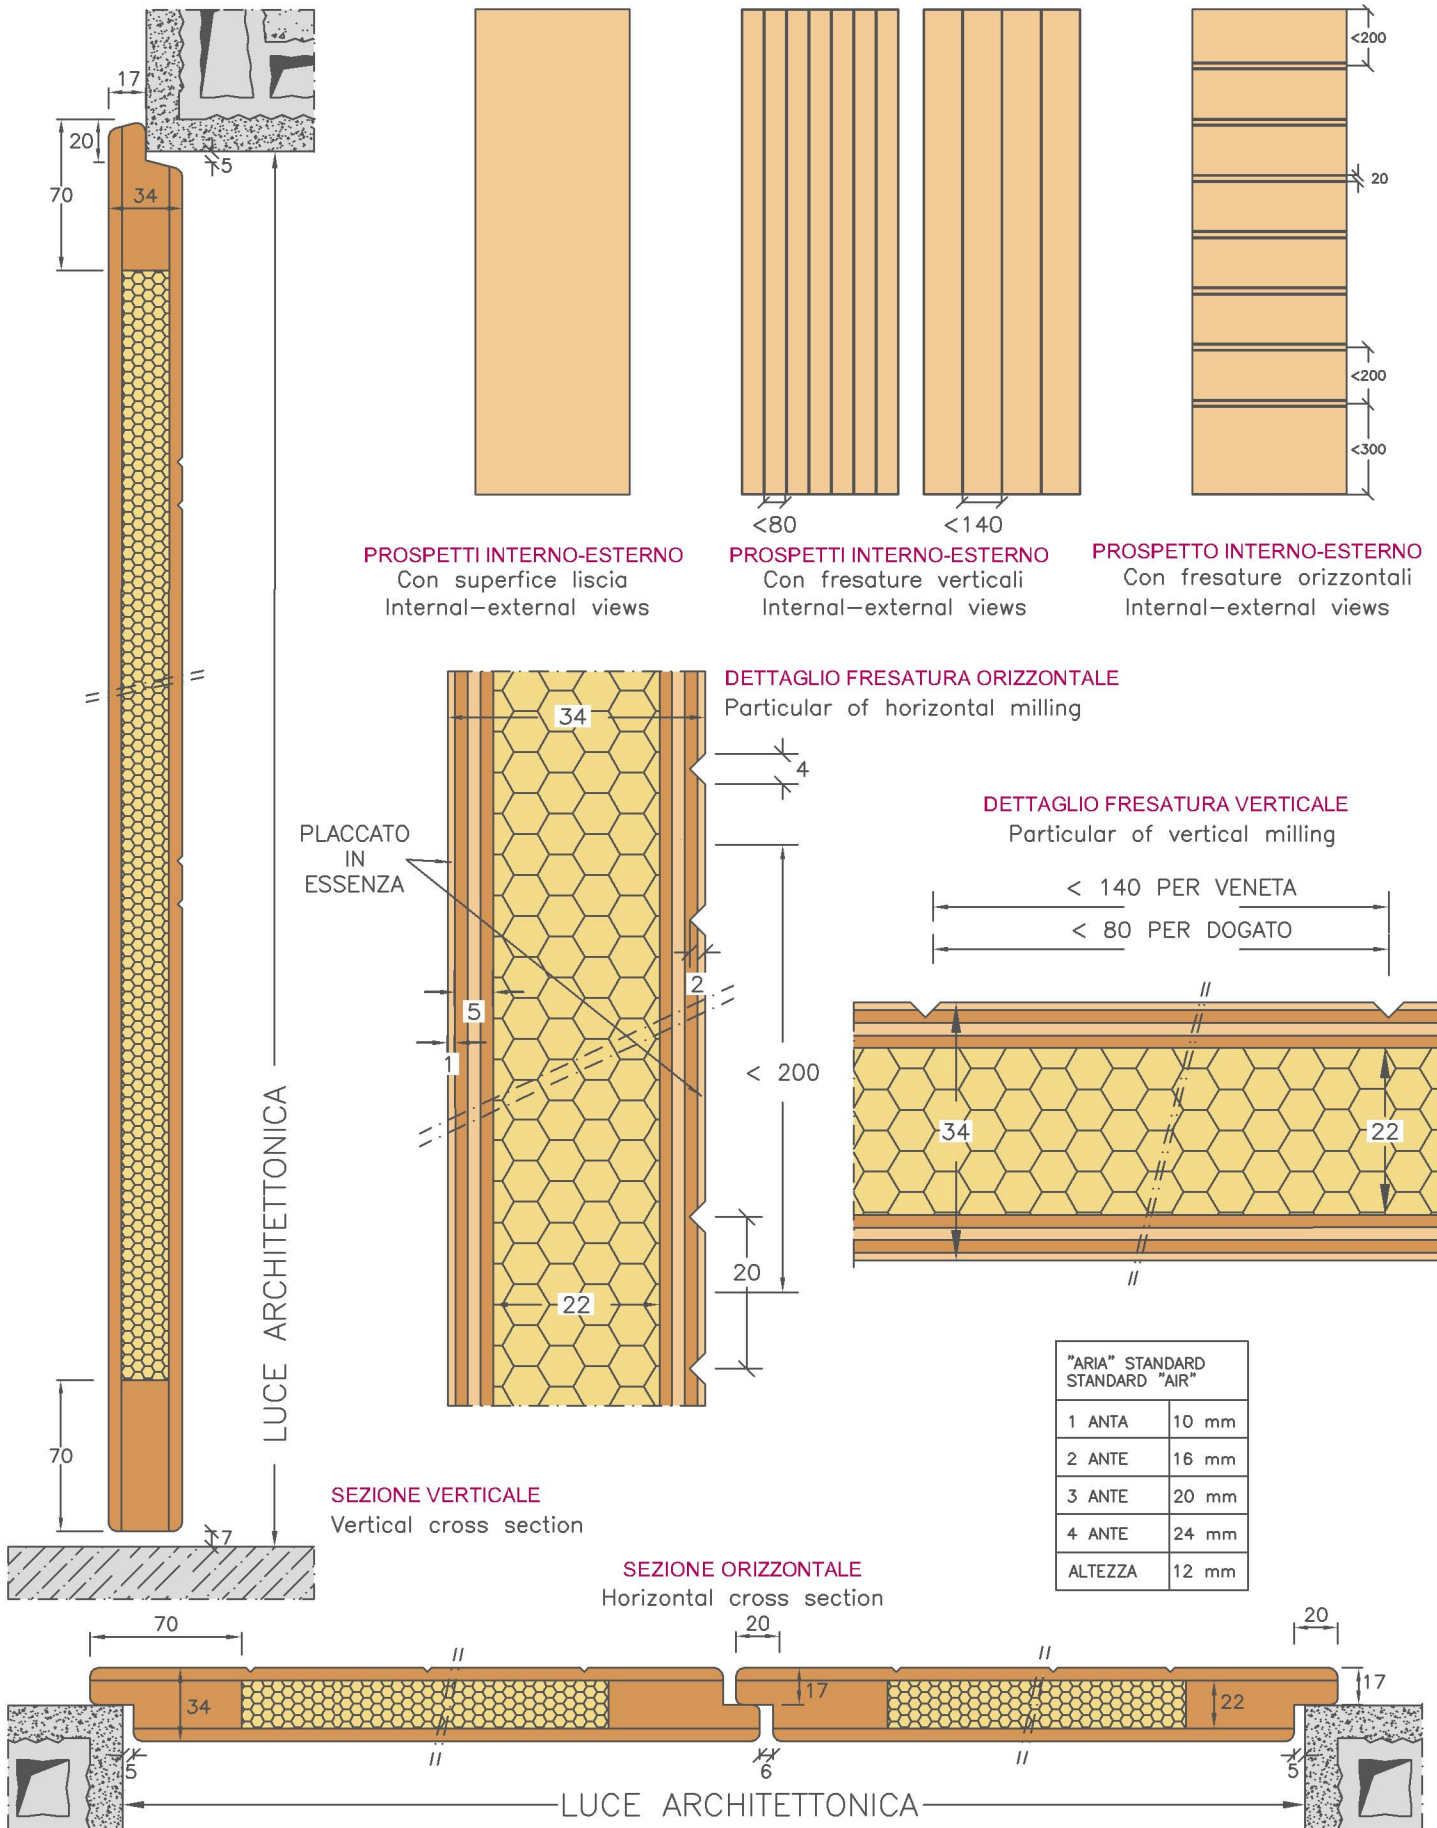 17
20
5
70
34
<200
20
<200
<300
<80
<140
PROSPETTI INTERNO-ESTERNO
Con superfice liscia
Internal-external views
PROSPETTI INTERNO-ESTERNO
Con fresature verticali
Internal-external views
PROSPETTO INTERNO-ESTERNO
Con fresature orizzontali
Internal-external views
DETTAGLIO FRESATURA ORIZZONTALE
Particular of horizontal milling
34
4
PLACCATO
IN
ESSENZA
2
5
1
< 200
20
22
DETTAGLIO FRESATURA VERTICALE
Particular of vertical milling
< 140 PER VENETA
< 80 PER DOGATO
34
22
LUCE ARCHITETTONICA
70
7
SEZIONE VERTICALE
Vertical cross section
"ARIA" STANDARD
STANDARD "AIR"
1 ANTA 10 mm
2 ANTE 16 mm
3 ANTE 20 mm
4 ANTE 24 mm
ALTEZZA 12 mm
SEZIONE ORIZZONTALE
Horizontal cross section
70
20
20
34
17
22
17
5
6
5
LUCE ARCHITETTONICA